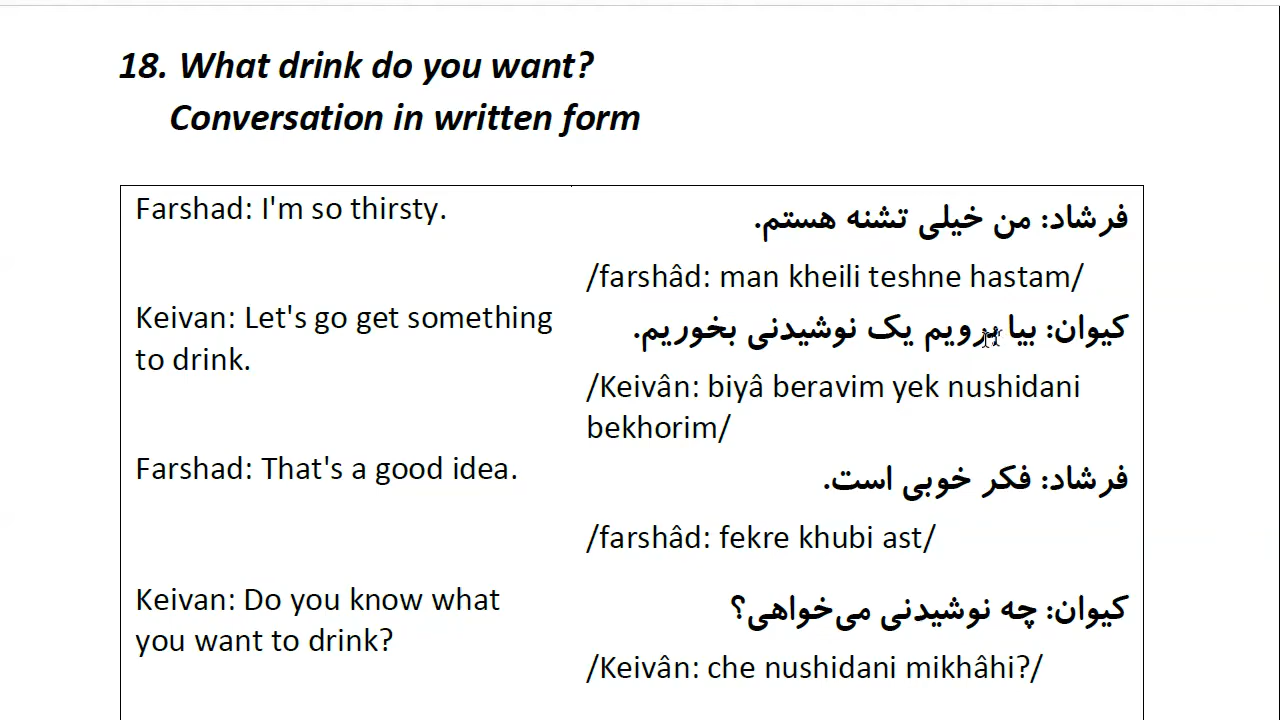 18. What drink do you want?
Conversation in written form
Farshad: I'm so thirsty.
فرشاد: من خیلی تشنه هستم.
/farshâd: man kheili teshne hastam/
Keivan: Let's go get something
to drink.
کیوان: بیا برویم یک نوشیدنی بخوریم.
/Keivân: biyâ beravim yek nushidani
bekhorim/
Farshad: That's a good idea.
فرشاد: فکر خوبی است.
/farshâd: fekre khubi ast/
Keivan: Do you know what
you want to drink?
کیوان: چه نوشیدنی می‌خواهی؟
/Keivân: che nushidani mikhâhi?/